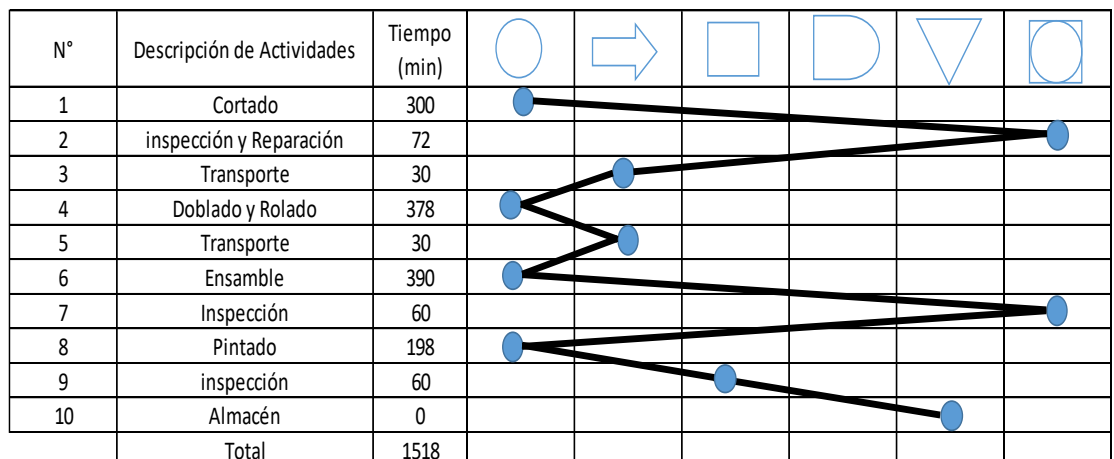 N° Descripción de Actividades Tiempo (min)
1 Cortado 300
2 inspección y Reparación 72
3 Transporte 30
4 Doblado y Rolado 378
5 Transporte 30
6 Ensamble 390
7 Inspección 60
8 Pintado 198
9 inspección 60
10 Almacén 0
Total 1518